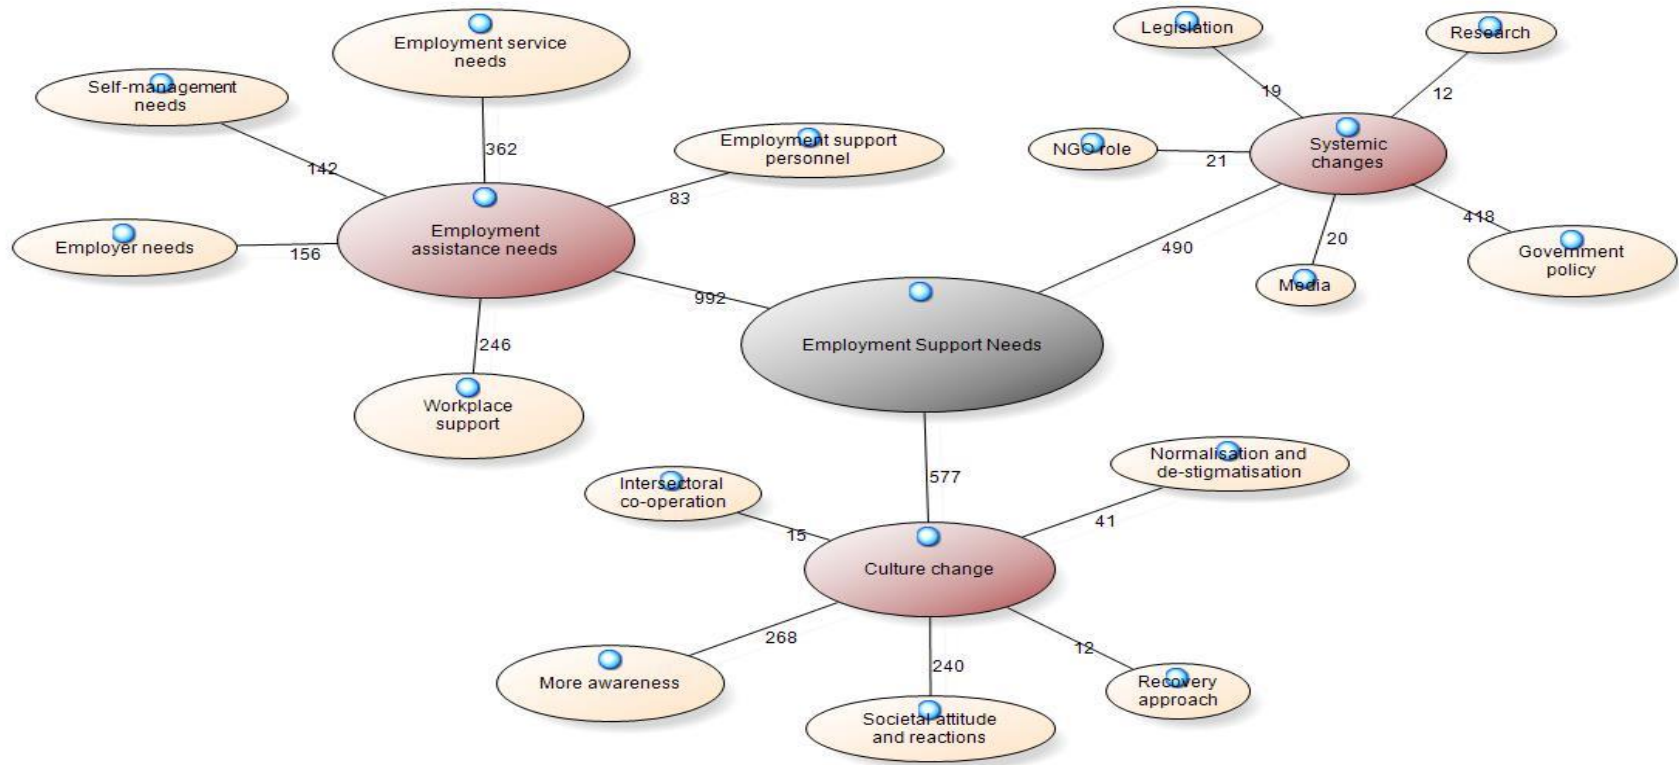 Employment service
needs
Self-management
needs
362
Employment support
personnel
142
83
Employer needs
156
Employment
assistance needs
246
Workplace
support
992
Legislation
Research
19
12
NGO role
21
Systemic
changes
20
418
Media
Government
policy
490
Employment Support Needs
577
Intersectoral
co-operation
15
Normalisation and
de-stigmatisation
41
Culture change
268
More awareness
240
Societal attitude
and reactions
12
Recovery
approach